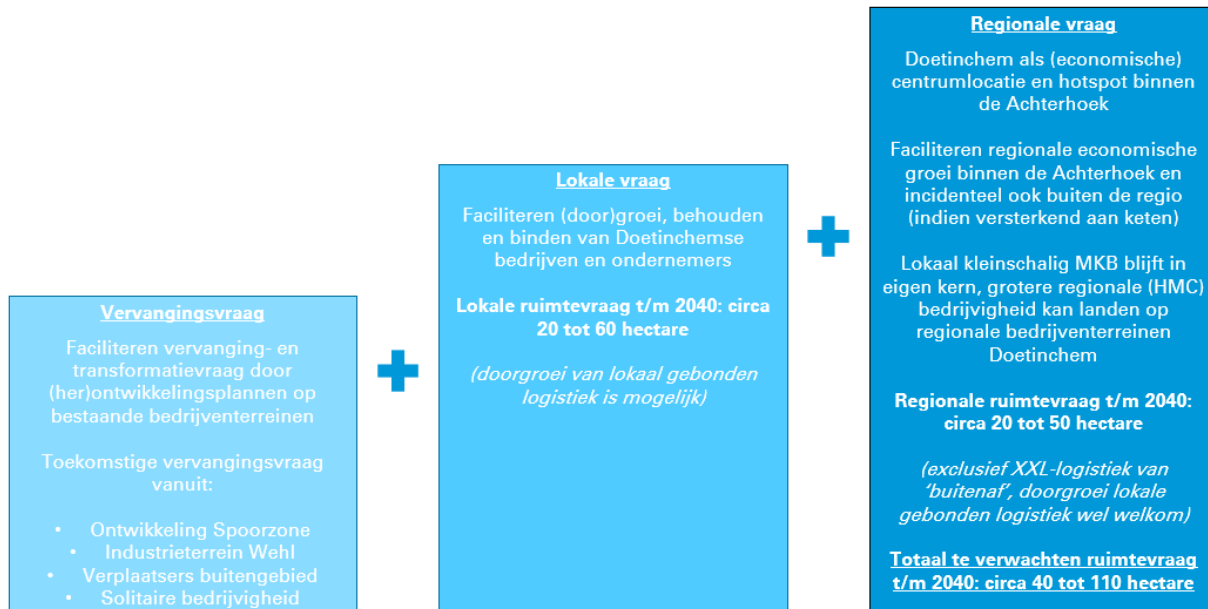 Vervangingsvraag
Faciliteren vervanging- en
transformatievraag door
(her)ontwikkelingsplannen op
bestaande bedrijventerreinen
Toekomstige vervangingsvraag
vanuit:
• Ontwikkeling Spoorzone
• Industrieterrein Wehl
• Verplaatsers buitengebied
• Solitaire bedrijvigheid
Lokale vraag
Faciliteren (door)groei, behouden
en binden van Doetinchemse
bedrijven en ondernemers
Lokale ruimtevraag t/m 2040: circa
20 tot 60 hectare
(doorgroei van lokaal gebonden
logistiek is mogelijk)
Regionale vraag
Doetinchem als (economische)
centrumlocatie en hotspot binnen
de Achterhoek
Faciliteren regionale economische
groei binnen de Achterhoek en
incidenteel ook buiten de regio
(indien versterkend aan keten)
Lokaal kleinschalig MKB blijft in
eigen kern, grotere regionale (HMC)
bedrijvigheid kan landen op
regionale bedrijventerreinen
Doetinchem
Regionale ruimtevraag t/m 2040:
circa 20 tot 50 hectare
(exclusief XXL-logistiek van
‘buitenaf’, doorgroei lokale
gebonden logistiek wel welkom)
Totaal te verwachten ruimtevraag
t/m 2040: circa 40 tot 110 hectare